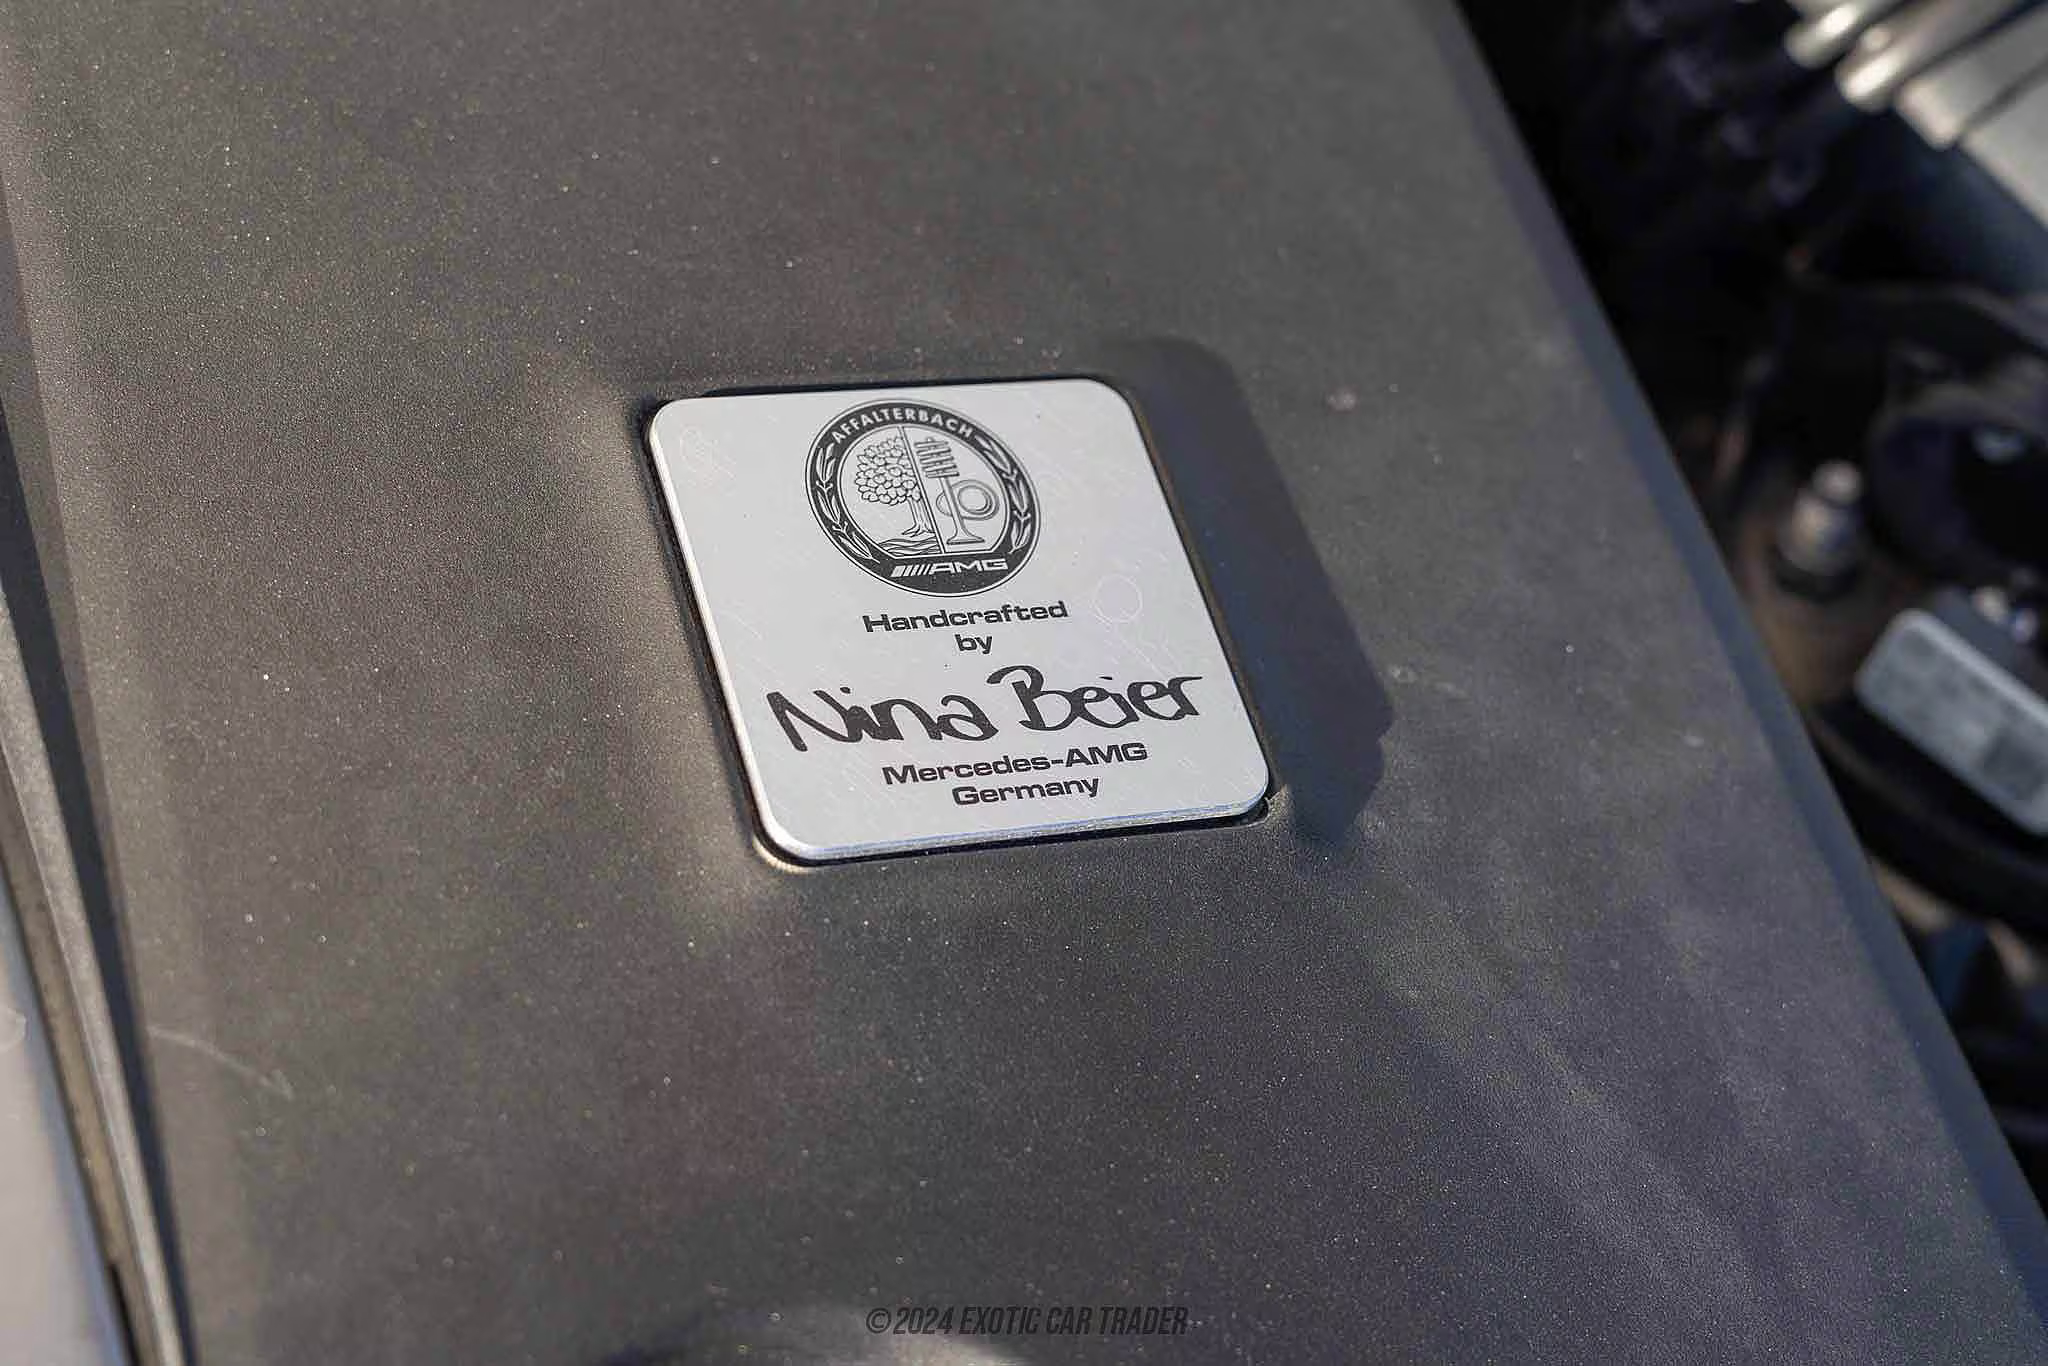 AFFALTERBACH
AMG
Handcrafted
by
Nina Beier
Mercedes-AMG
Germany
©2024 EXOTIC CAR TRADER